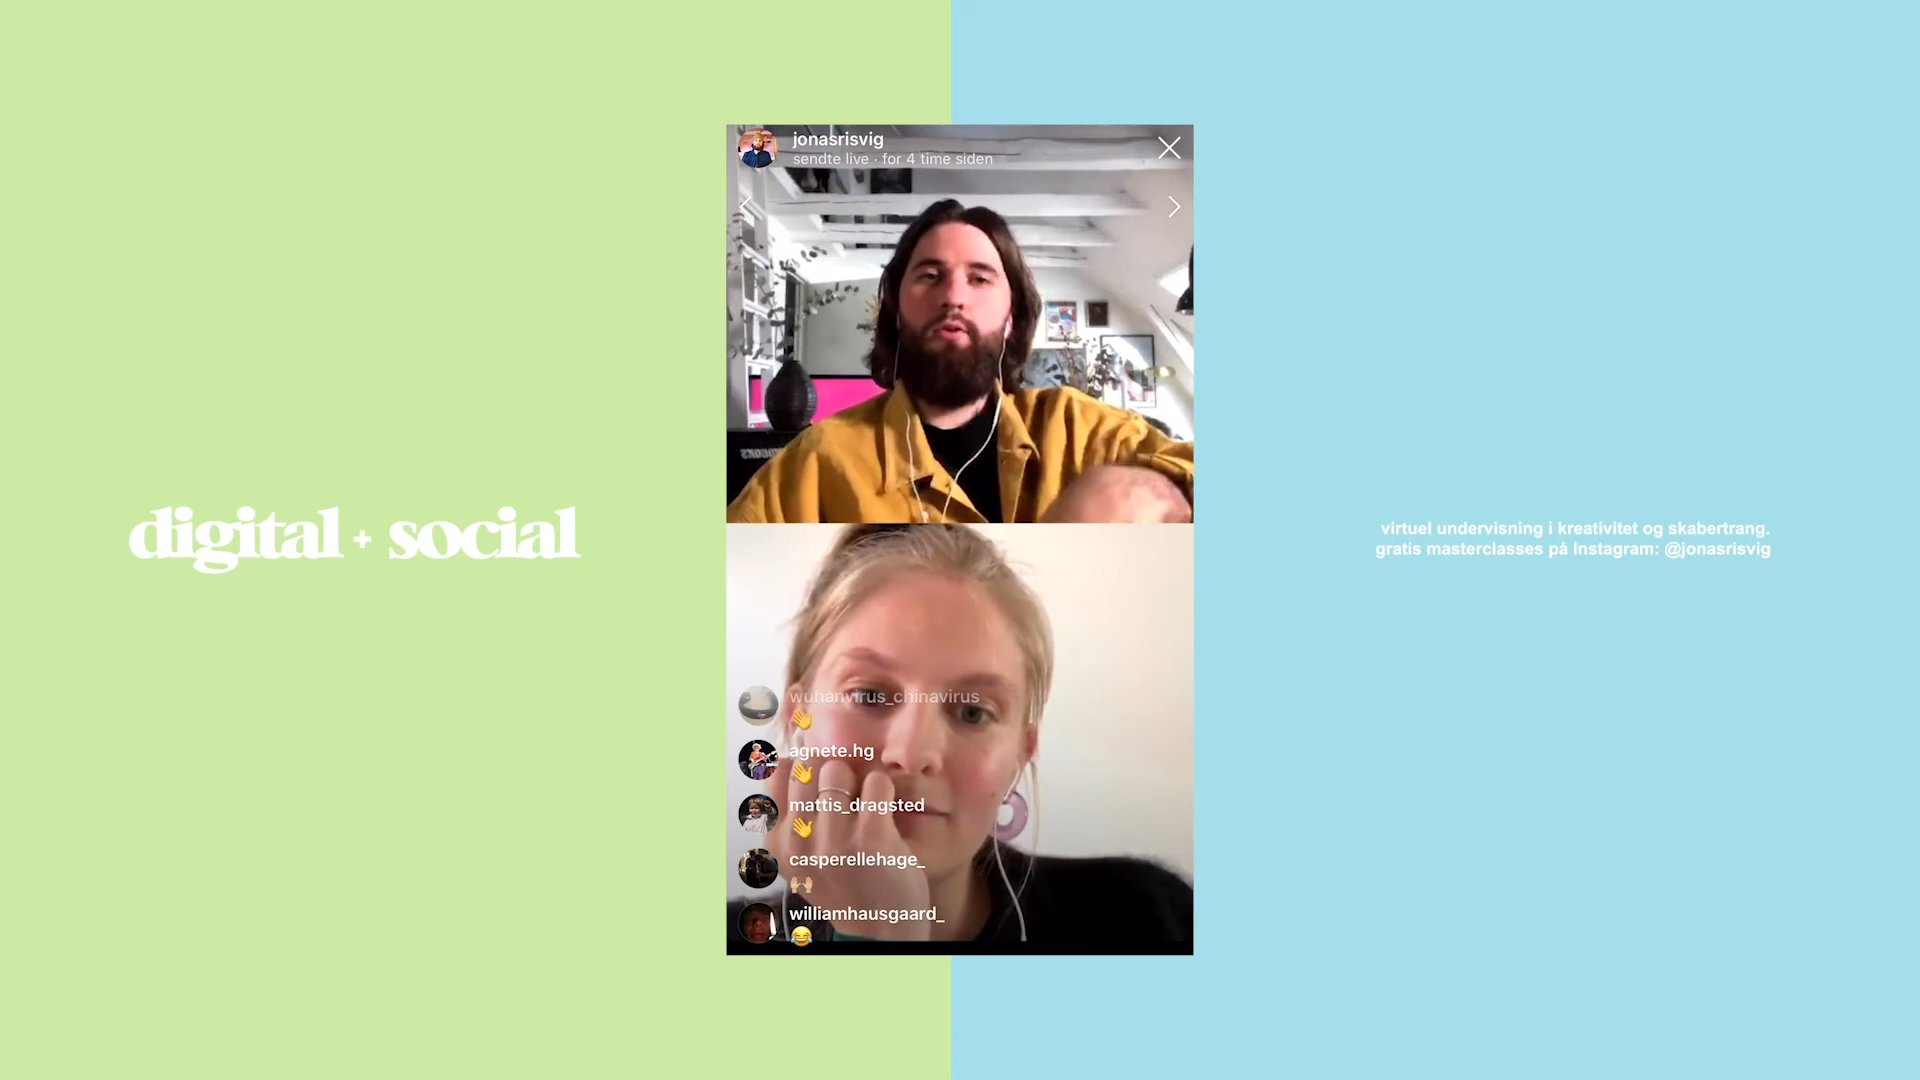 jonasrisvig
sendte live · for 4 time siden
digital + social
virtuel undervisning i kreativitet og skabertrang.
gratis masterclasses på Instagram: @jonasrisvig
wuhanvirus_chinavirus
👋
agnete.hg
👋
mattis_dragsted
👋
casperellehage_
🙌🏼
williamhausgaard_
😂